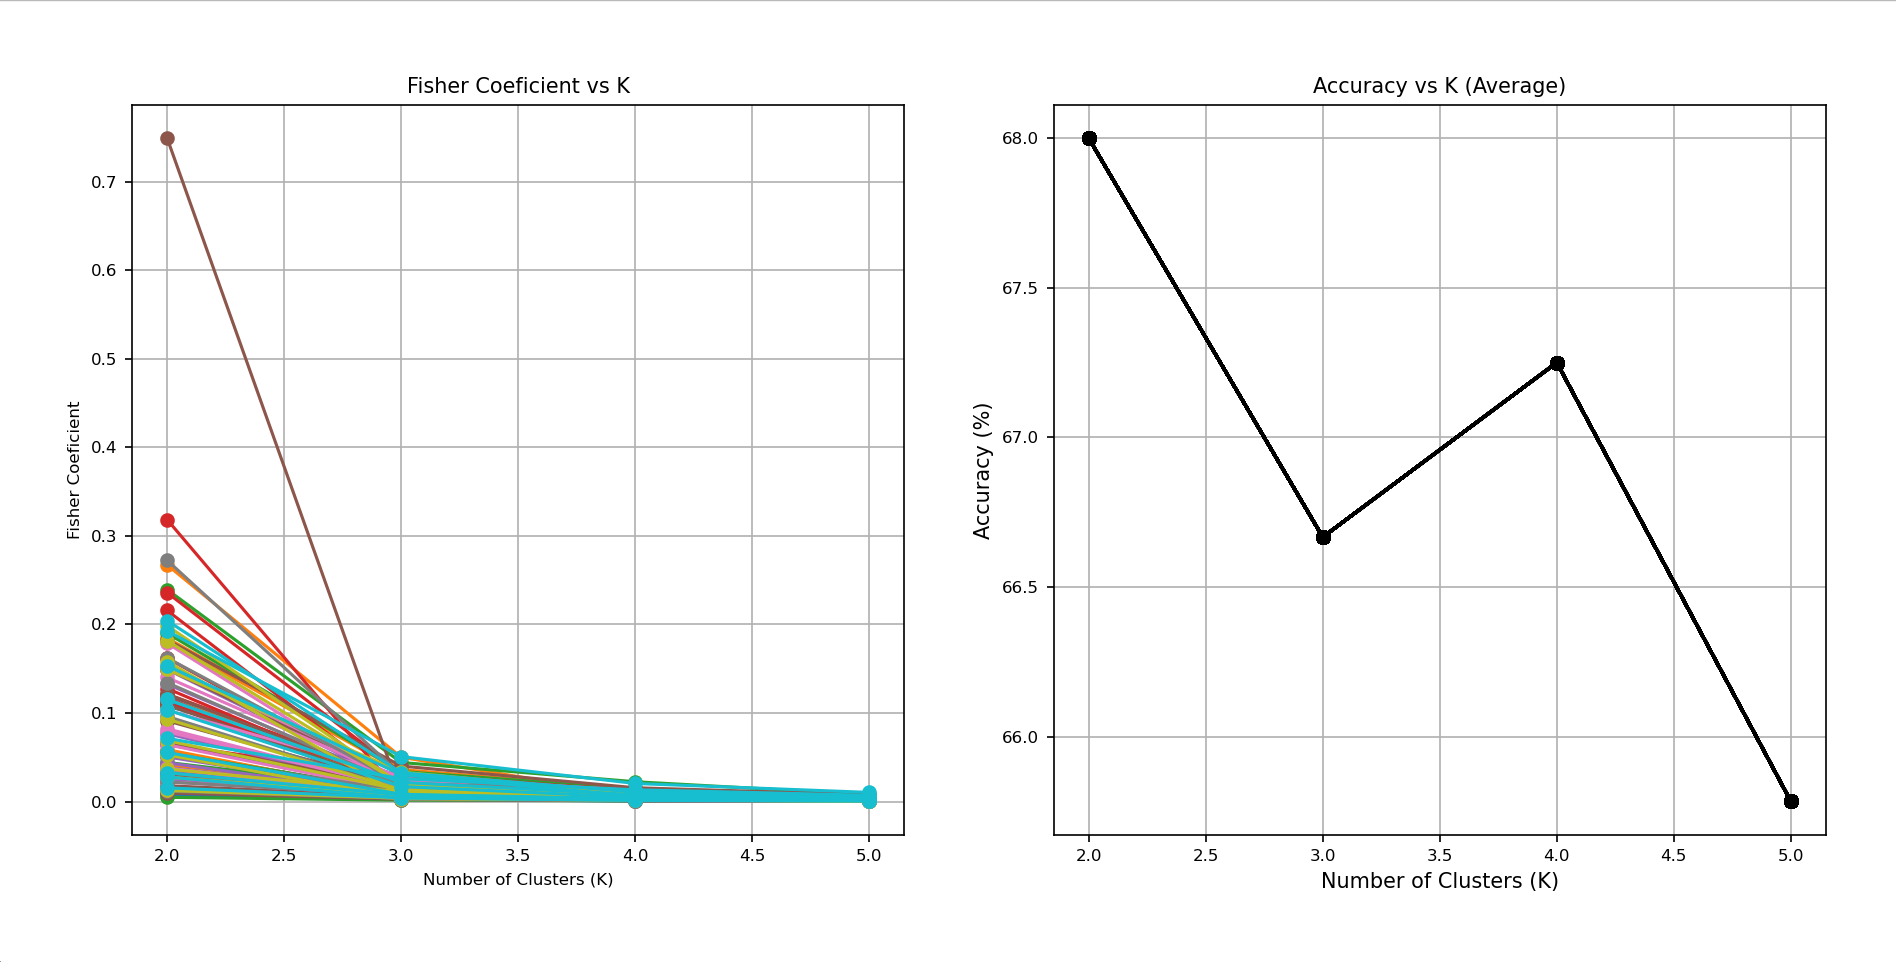 Fisher Coeficient vs K
Fisher Coeficient
0.7
0.6
0.5
0.4
0.3
0.2
0.1
0.0
2.0 2.5 3.0 3.5 4.0 4.5 5.0
Number of Clusters (K)
Accuracy vs K (Average)
Accuracy (%)
68.0
67.5
67.0
66.5
66.0
2.0 2.5 3.0 3.5 4.0 4.5 5.0
Number of Clusters (K)